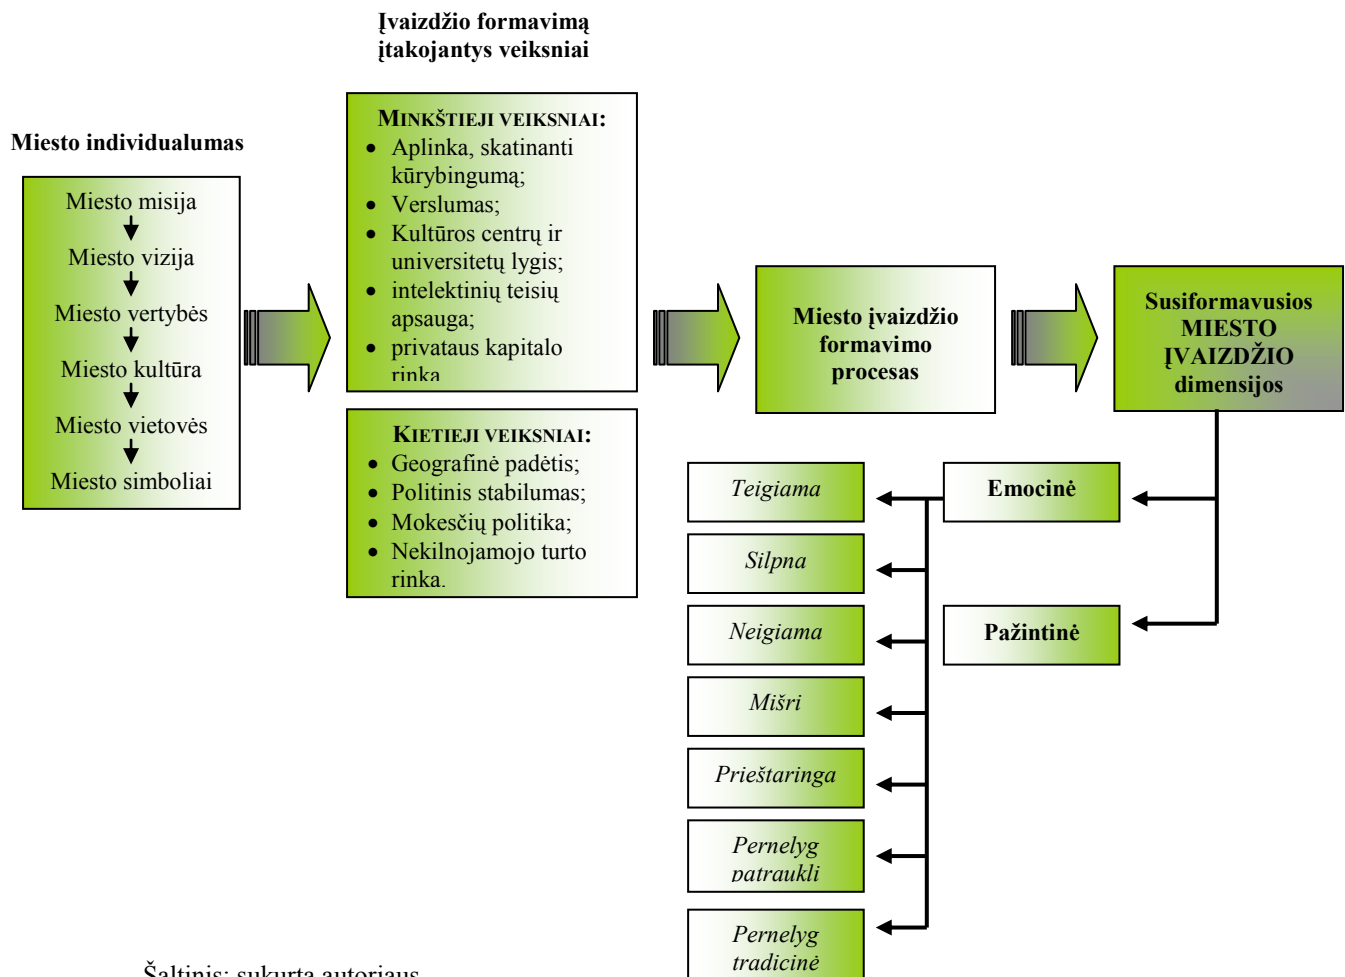 Įvaizdžio formavimą
įtakojantys veiksniai
Miesto individualumas
Miesto misija
Miesto vizija
Miesto vertybės
Miesto kultūra
Miesto vietovės
Miesto simboliai
MINKŠTIEJI VEIKSNIAI:
• Aplinka, skatinanti
kūrybingumą;
• Verslumas;
• Kultūros centrų ir
universitetų lygis;
• intelektinių teisių
apsauga;
• privataus kapitalo
rinka
KIETIEJI VEIKSNIAI:
• Geografinė padėtis;
• Politinis stabilumas;
• Mokesčių politika;
• Nekilnojamojo turto
rinka.
Miesto įvaizdžio
formavimo
procesas
Susiformavusios
MIESTO
ĮVAIZDŽIO
dimensijos
Emocinė
Pažintinė
Teigiama
Silpna
Neigiama
Mišri
Prieštaringa
Pernelyg
patraukli
Pernelyg
tradicinė
Šaltinis: sukurta autoriaus